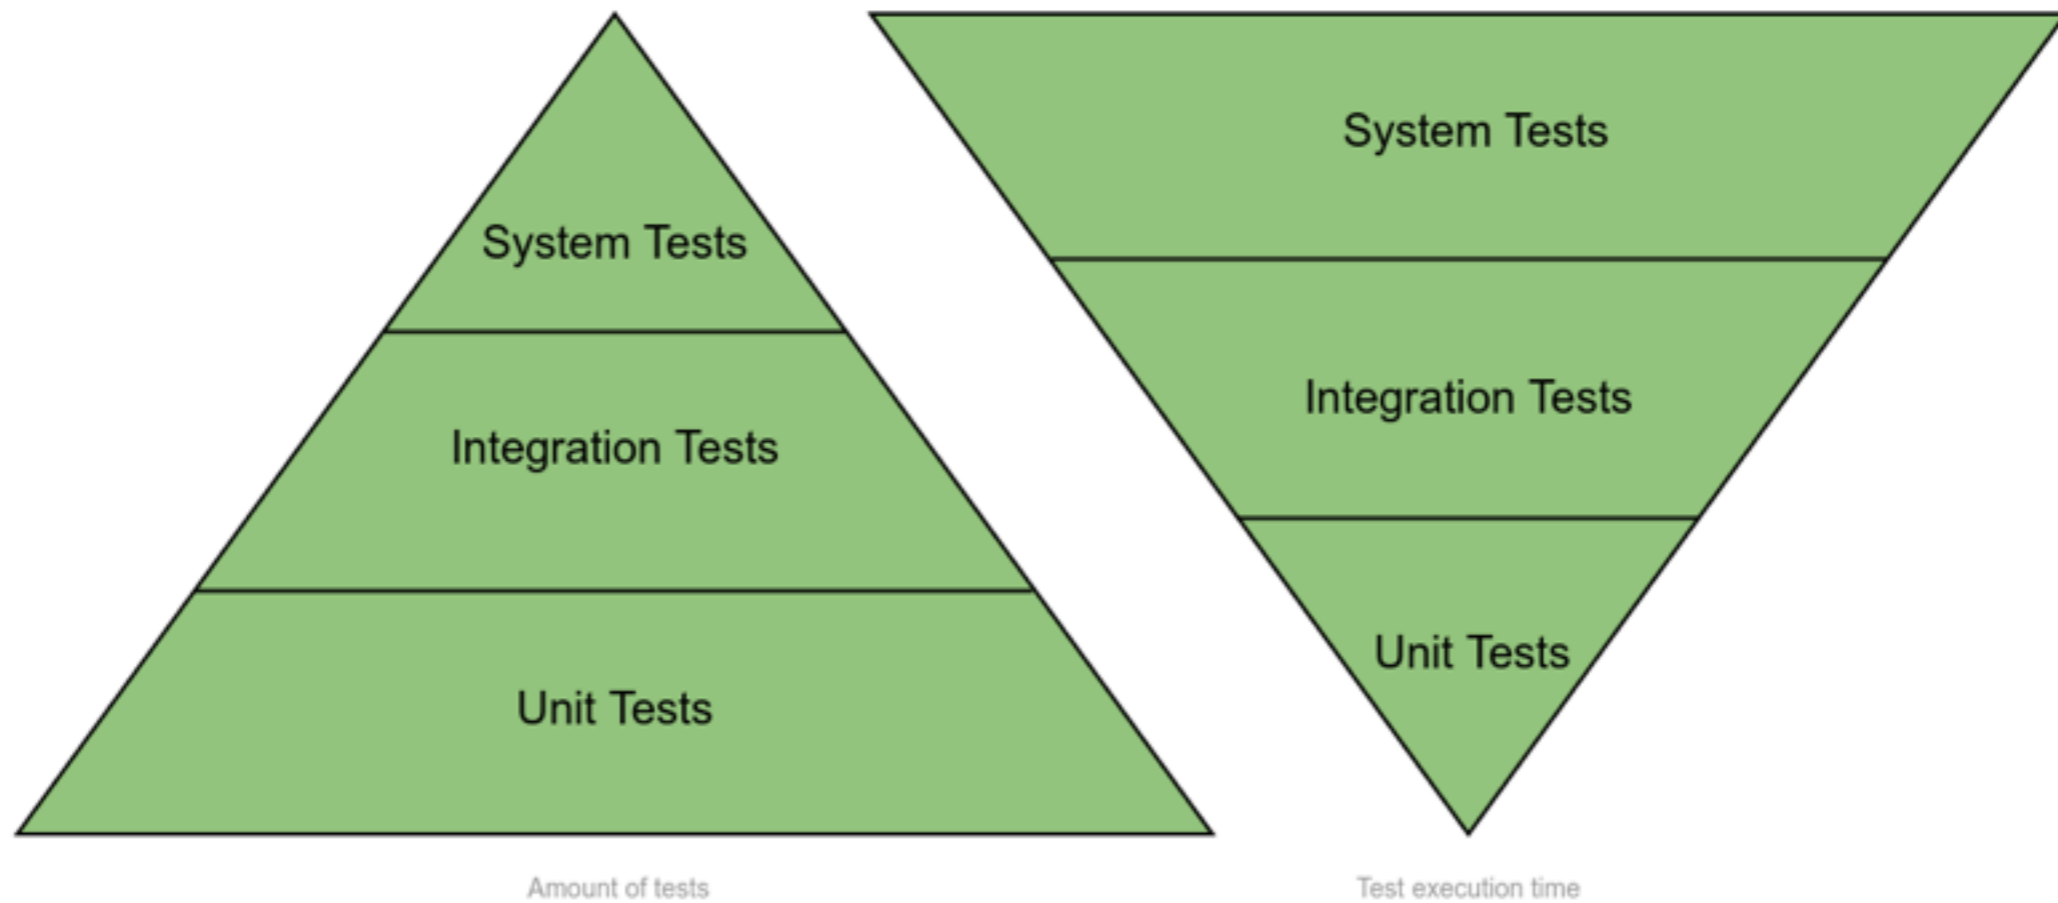 System Tests
Integration Tests
Unit Tests
Amount of tests
System Tests
Integration Tests
Unit Tests
Test execution time